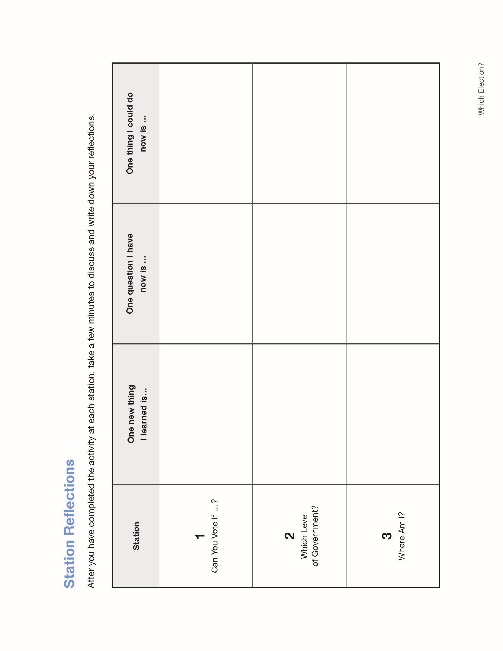 Station Reflections
After you have completed the activity at each station, take a few minutes to discuss and write down your reflections.
Station
One new thing
I learned is...
One question I have
now is ...
One thing I could do
now is ...
1
Can You Vote If ...?
2
Which Level
of Government?
3
Where Am I?
Which Election?